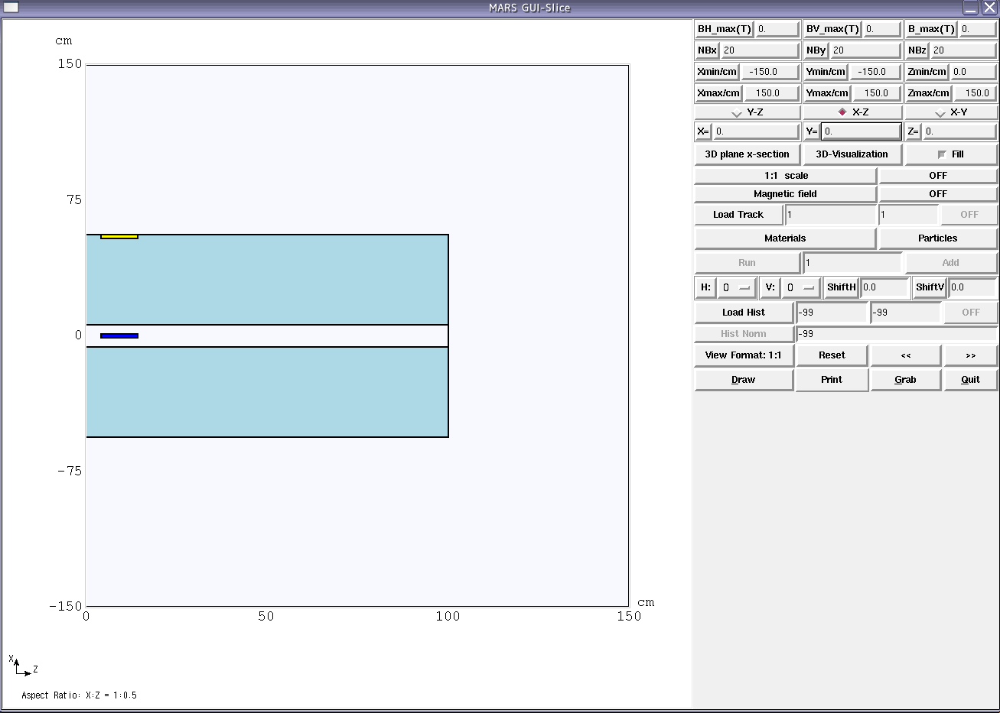 MARS GUI-Slice
cm
150
75
0
-75
-150
0 50 100 150
cm
X
Z
Aspect Ratio: X:Z = 1:0.5
BH_max(T) 0. BV_max(T) 0. B_max(T) 0.
NBx 20 NBy 20 NBz 20
Xmin/cm -150.0 Ymin/cm -150.0 Zmin/cm 0.0
Xmax/cm 150.0 Ymax/cm 150.0 Zmax/cm 150.0
Y-Z X-Z X-Y
X= 0. Y= 0. Z= 0.
3D plane x-section 3D-Visualization Fill
1:1 scale OFF
Magnetic field OFF
Load Track 1 1 OFF
Materials Particles
Run 1 Add
H: 0 V: 0 ShiftH 0.0 ShiftV 0.0
Load Hist -99 -99 OFF
Hist Norm -99
View Format: 1:1 Reset << >>
Draw Print Grab Quit